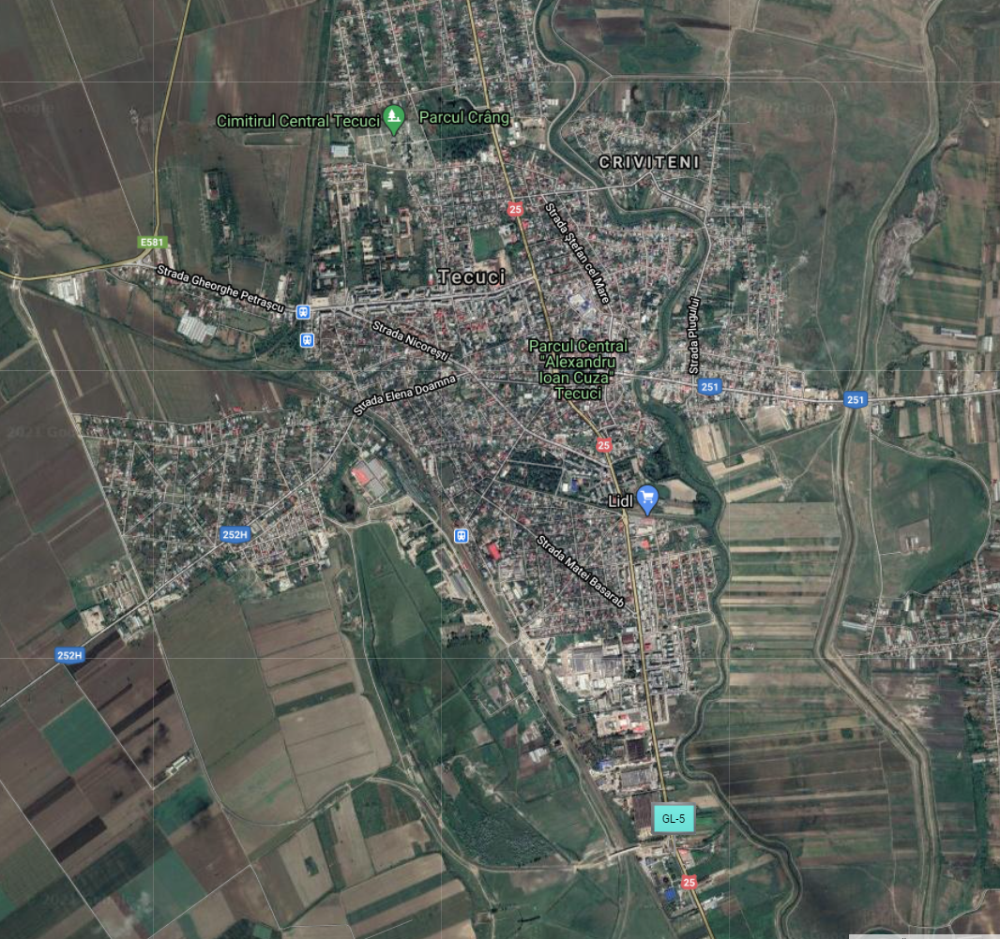 Cimitirul Central Tecuci
Parcul Crâng
CRIVITENI
25
Strada Ștefan cel Mare
E581
Strada Gheorghe Petrașcu
Tecuci
Strada Plugului
Strada Nicorești
Parcul Central
"Alexandru
Ioan Cuza"
Tecuci
Strada Elena Doamna
251
251
25
Lidl
252H
Strada Matei Basarab
252H
GL-5
25